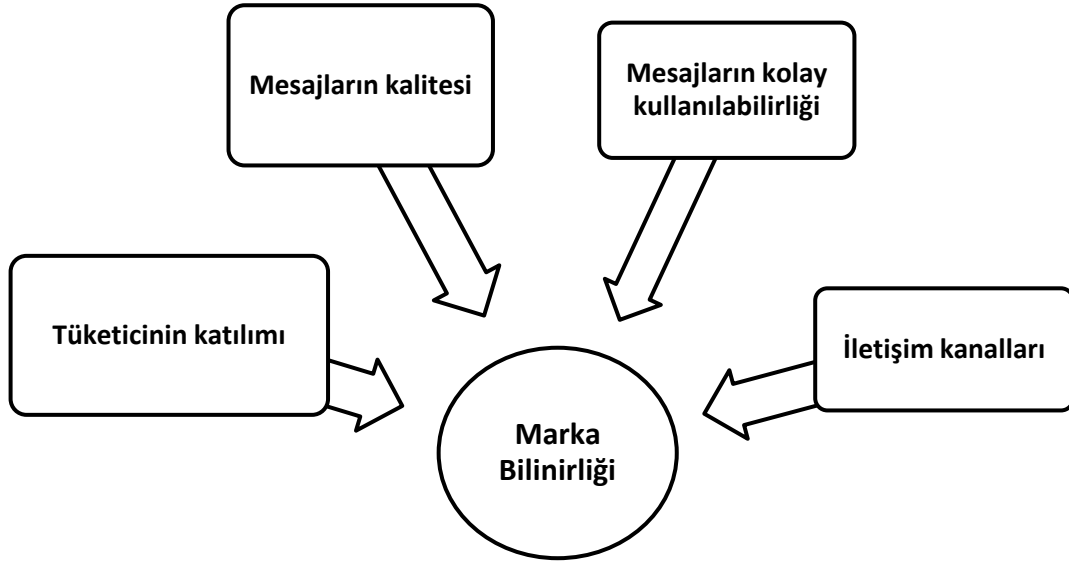 Mesajların kalitesi
Mesajların kolay
kullanılabilirliği
Tüketicinin katılımı
İletişim kanalları
Marka
Bilinirliği